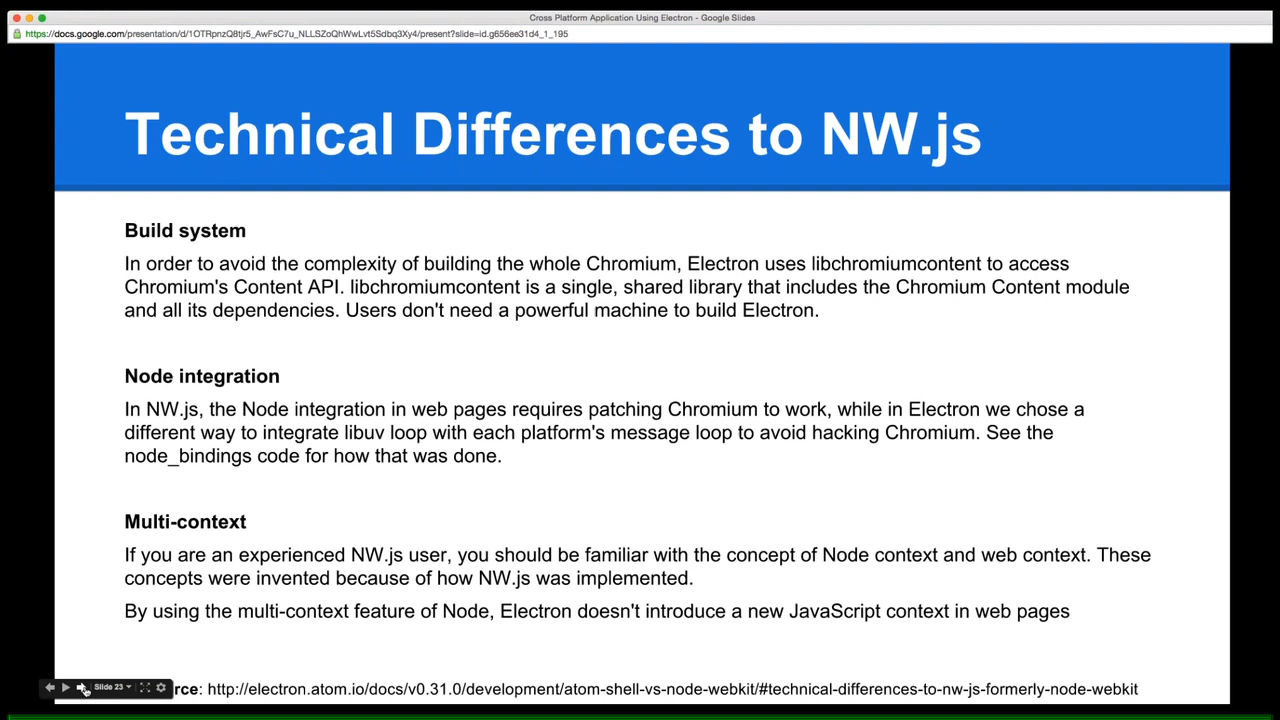 Cross Platform Application Using Electron - Google Slides
https://docs.google.com/presentation/d/1OTRpnzQ8tjr5_AwFsC7u_NLLSZoQhWwLvt5Sdbq3Xy4/present?slide=id.g656ee31d4_1_195
Technical Differences to NW.js
Build system
In order to avoid the complexity of building the whole Chromium, Electron uses libchromiumcontent to access
Chromium's Content API. libchromiumcontent is a single, shared library that includes the Chromium Content module
and all its dependencies. Users don't need a powerful machine to build Electron.
Node integration
In NW.js, the Node integration in web pages requires patching Chromium to work, while in Electron we chose a
different way to integrate libuv loop with each platform's message loop to avoid hacking Chromium. See the
node_bindings code for how that was done.
Multi-context
If you are an experienced NW.js user, you should be familiar with the concept of Node context and web context. These
concepts were invented because of how NW.js was implemented.
By using the multi-context feature of Node, Electron doesn't introduce a new JavaScript context in web pages
Slide 23
rce: http://electron.atom.io/docs/v0.31.0/development/atom-shell-vs-node-webkit/#technical-differences-to-nw-js-formerly-node-webkit